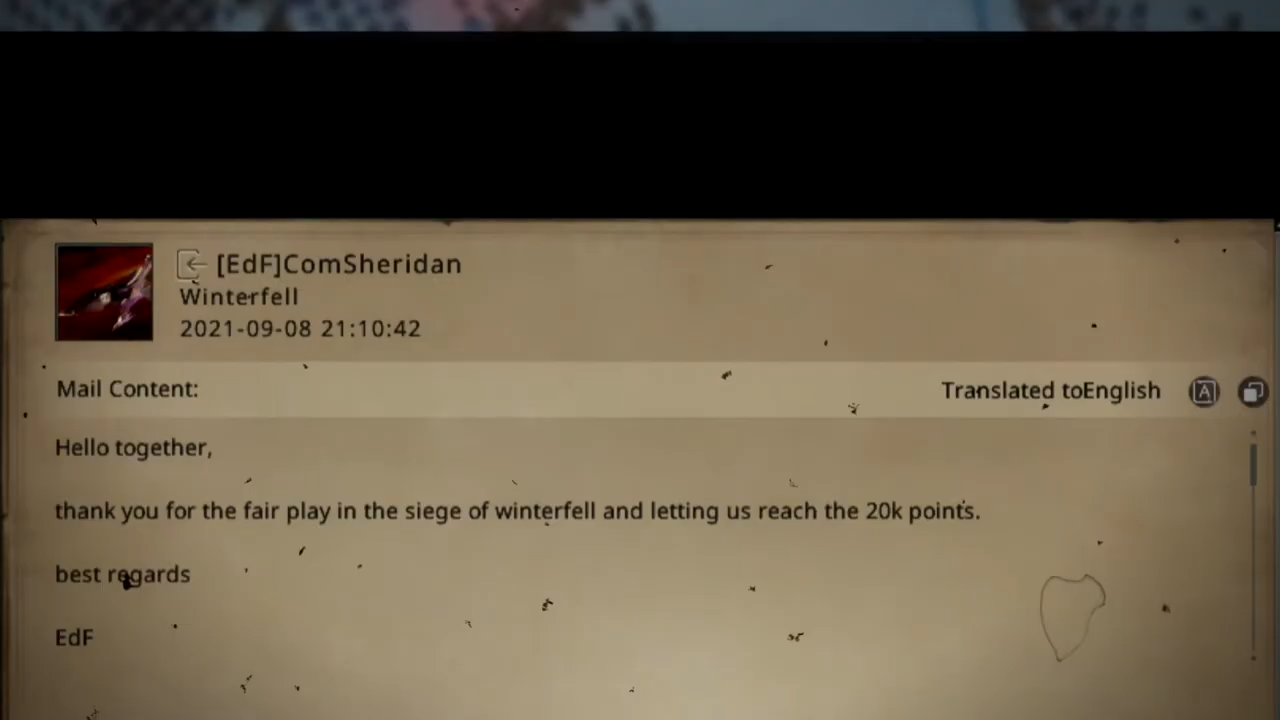 [EdF]ComSheridan
Winterfell
2021-09-08 21:10:42
Mail Content:
Translated toEnglish
A
Hello together,
thank you for the fair play in the siege of winterfell and letting us reach the 20k points.
best regards
EdF